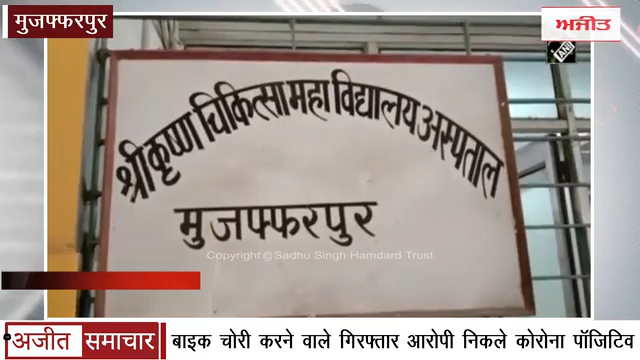 मुजफ्फरपुर
ਅਜੀਤ
ANI
श्रीकृष्ण चिकित्सा महा विद्यालय अस्पताल
मुजफ्फरपुर
Copyright © Sadhu Singh Hamdard Trust
अजीत समाचार बाइक चोरी करने वाले गिरफ्तार आरोपी निकले कोरोना पॉजिटिव